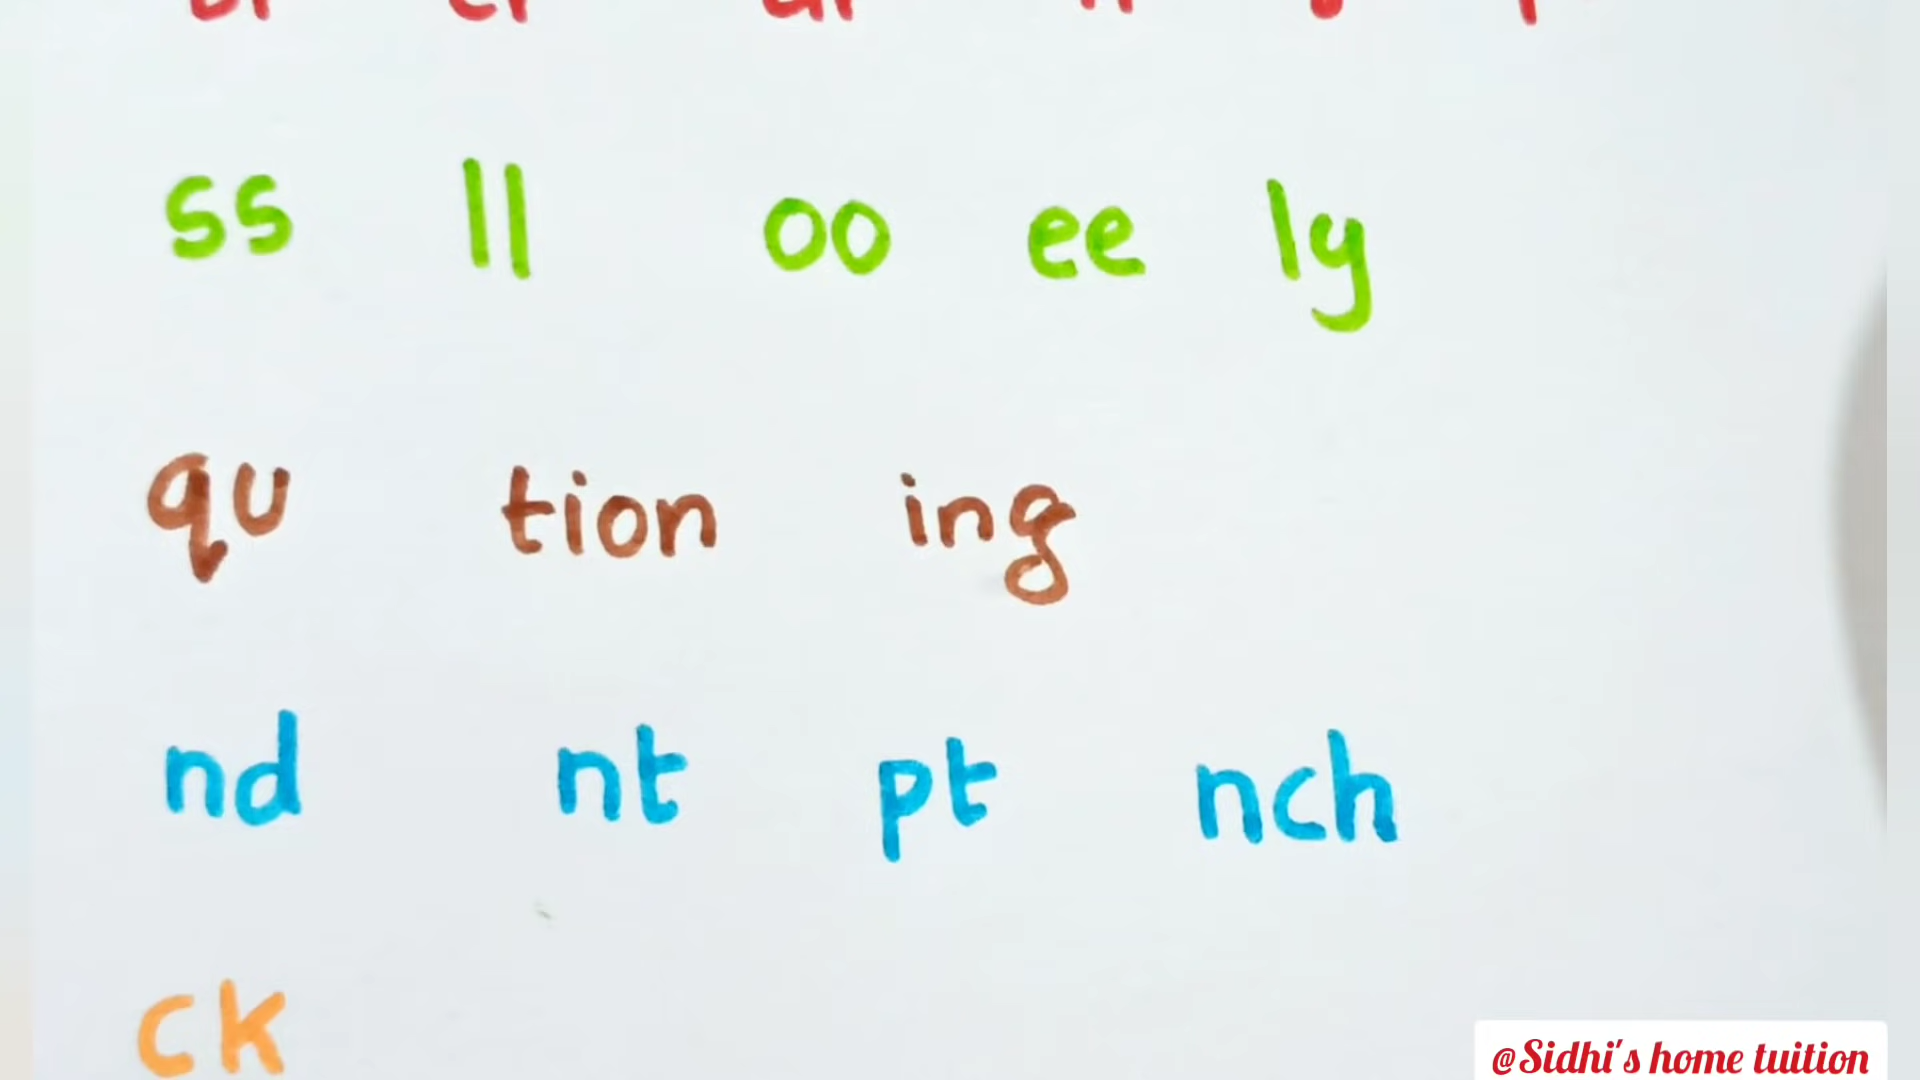 ss ll oo ee ly
qu tion ing
nd nt pt nch
ck
@Sidhi's home tuition